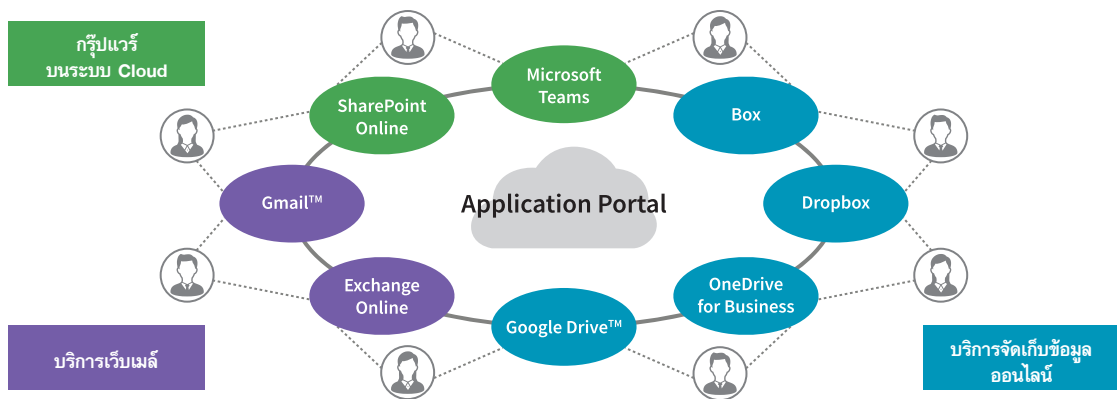 กรุ๊ปแวร์
บนระบบ Cloud
Microsoft
Teams
SharePoint
Online
Box
Gmail™
Application Portal
Dropbox
Exchange
Online
OneDrive
for Business
Google Drive™
บริการเว็บเมล์
บริการจัดเก็บข้อมูล
ออนไลน์